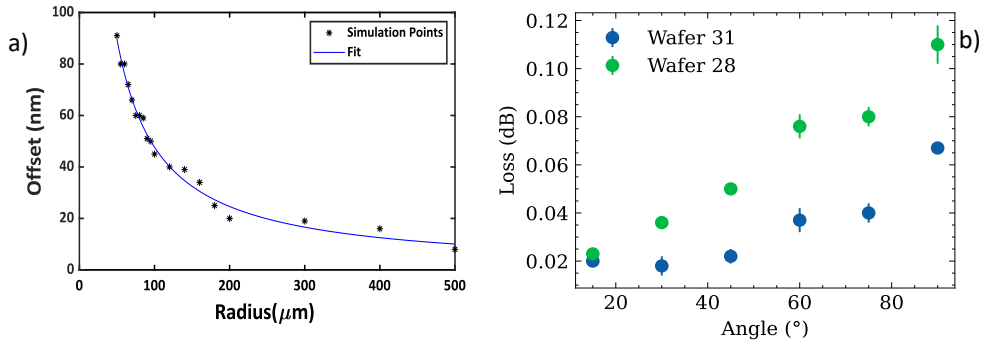 a)
Simulation Points
Fit
100
80
60
40
20
0
0
100
200
300
400
500
Offset (nm)
Radius(μm)
b)
Wafer 31
Wafer 28
0.12
0.10
0.08
0.06
0.04
0.02
20
40
60
80
Loss (dB)
Angle (°)